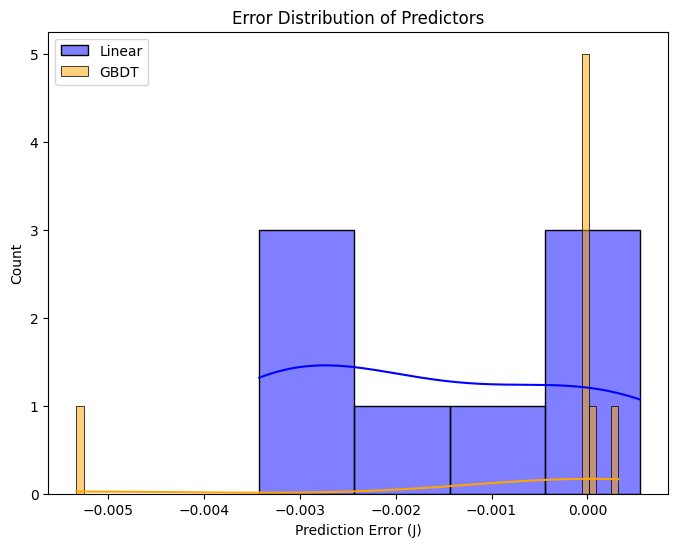 Error Distribution of Predictors
Linear
GBDT
Count
5
4
3
2
1
0
−0.005 −0.004 −0.003 −0.002 −0.001 0.000
Prediction Error (J)